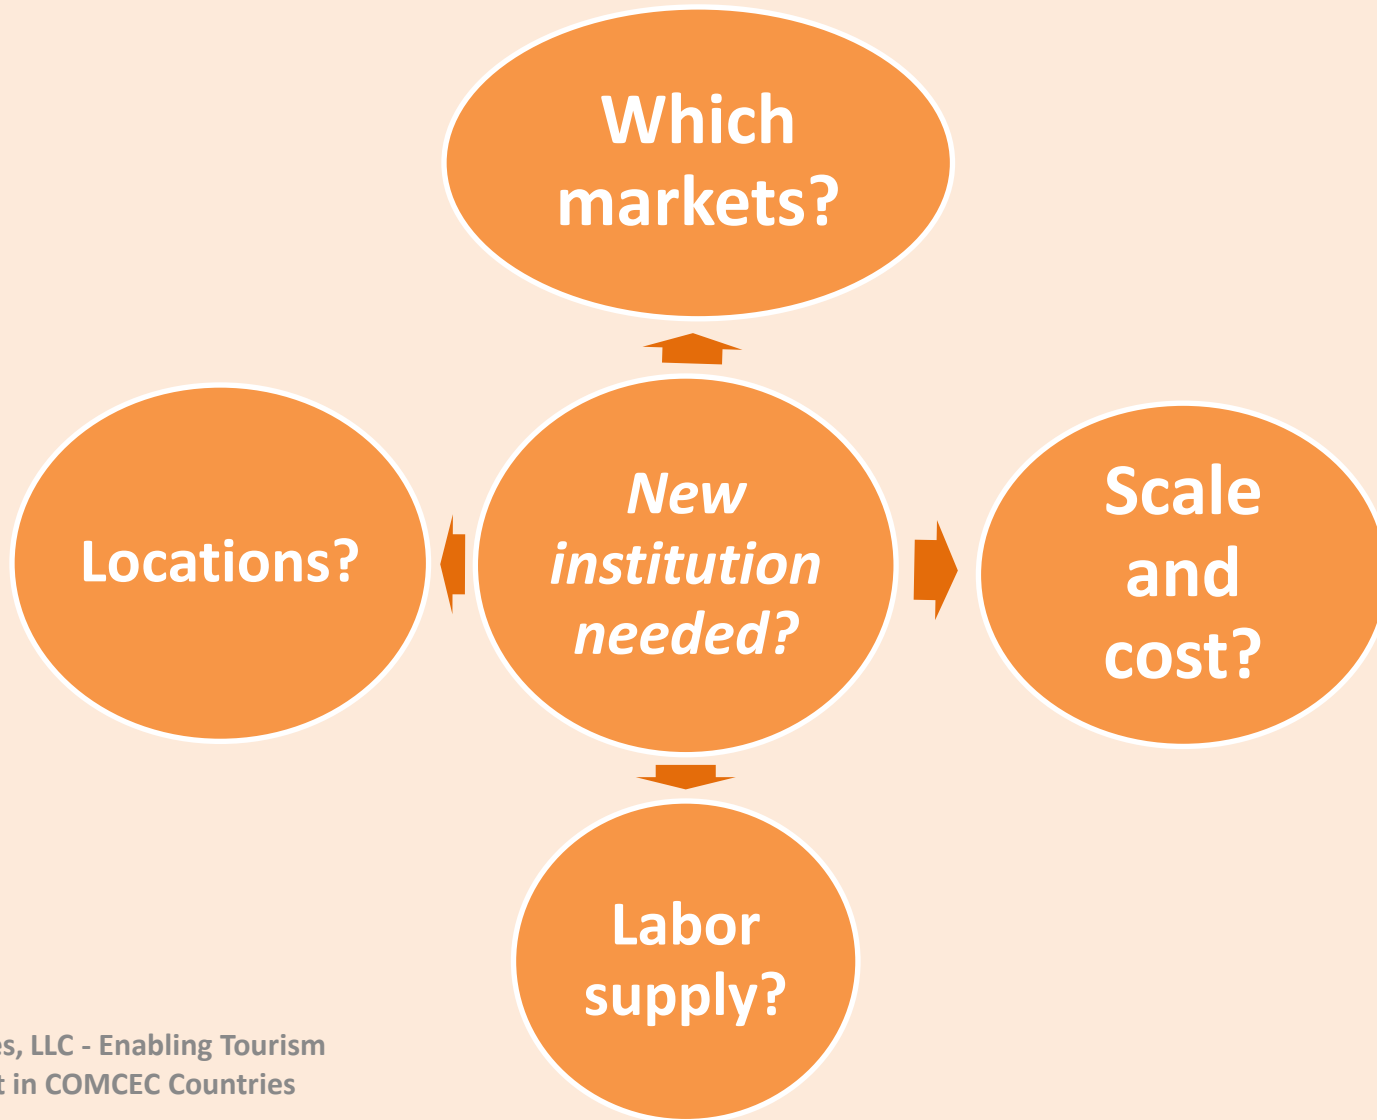 Which
markets?
Locations?
New
institution
needed?
Scale
and
cost?
Labor
supply?
LLC - Enabling Tourism
in COMCEC Countries